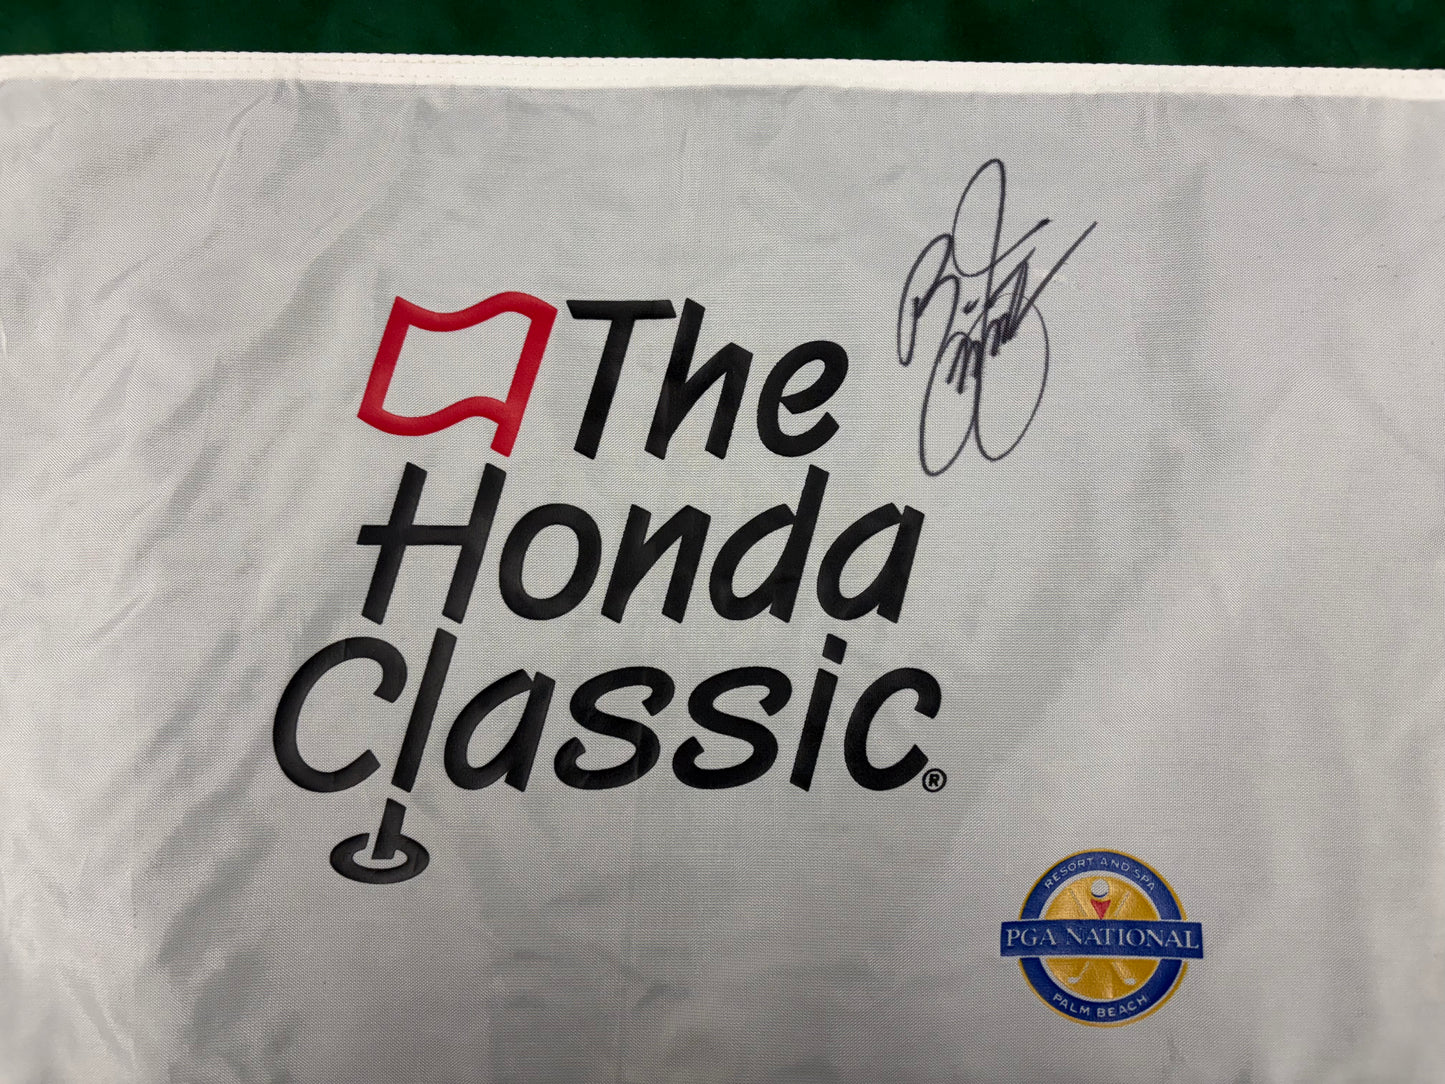 The
Honda
Classic®
RESORT AND SPA
PGA NATIONAL
PALM BEACH